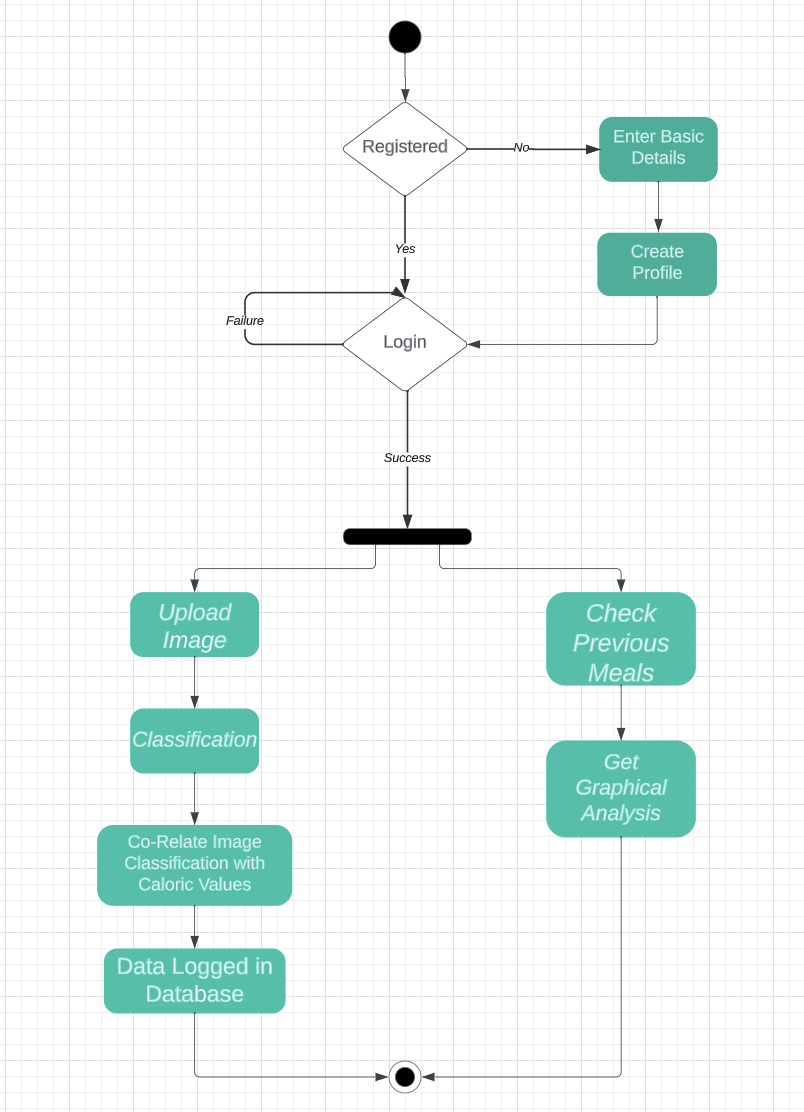 Registered
No
Enter Basic
Details
Yes
Create
Profile
Failure
Login
Success
Upload
Image
Classification
Co-Relate Image
Classification with
Caloric Values
Data Logged in
Database
Check
Previous
Meals
Get
Graphical
Analysis